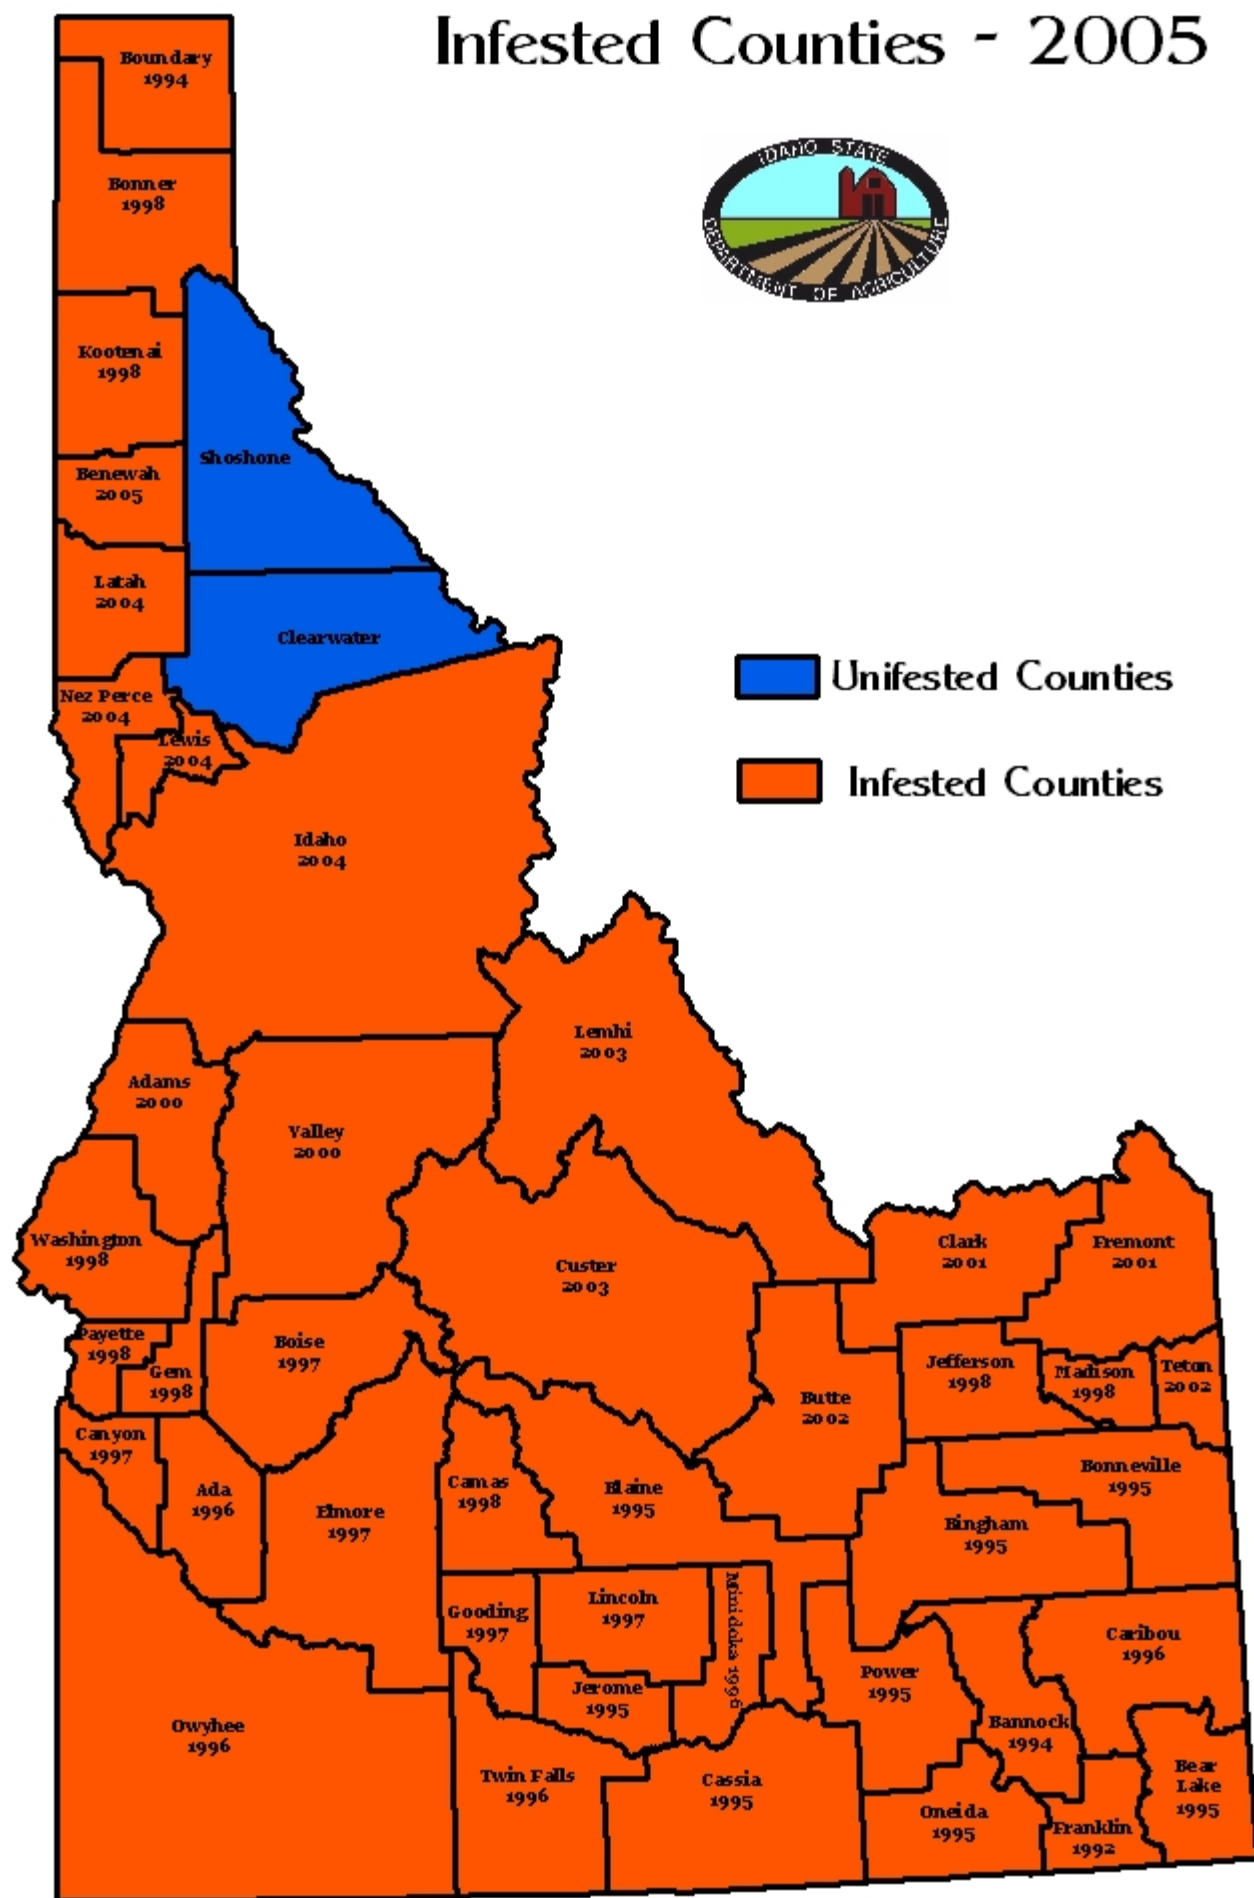 Infested Counties - 2005
IDAHO STATE
DEPARTMENT OF AGRICULTURE
Boundary
1994
Bonner
1998
Kootenai
1998
Shoshone
Benewah
2005
Latah
2004
Clearwater
Unifested Counties
Nez Perce
2004
Lewis
2004
Infested Counties
Idaho
2004
Lemhi
2003
Adams
2000
Valley
2000
Washington
1998
Custer
2003
Clark
2001
Fremont
2001
Payette
1998
Gem
1998
Boise
1997
Butte
2002
Jefferson
1998
Madison
1998
Teton
2002
Canyon
1997
Ada
1996
Elmore
1997
Camas
1998
Blaine
1995
Bonneville
1995
Bingham
1995
Gooding
1997
Lincoln
1997
Minidoka 1996
Jerome
1995
Power
1995
Caribou
1996
Bannock
1994
Owyhee
1996
Twin Falls
1996
Cassia
1995
Oneida
1995
Franklin
1992
Bear
Lake
1995